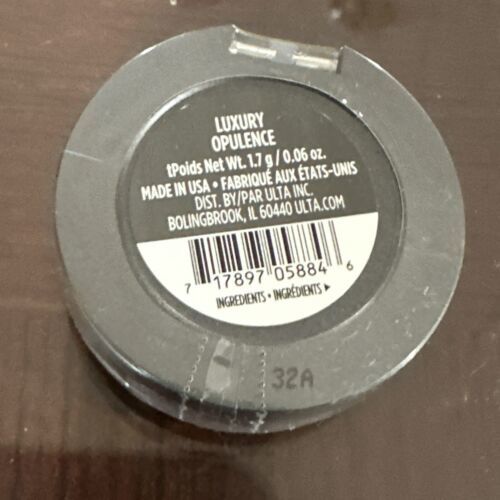 LUXURY
OPULENCE
tPoids Net Wt. 1.7 g / 0.06 oz.
MADE IN USA • FABRIQUÉ AUX ÉTATS-UNIS
DIST. BY/PAR ULTA INC.
BOLINGBROOK, IL 60440 ULTA.COM
7 17897 05884 6
INGREDIENTS • INGRÉDIENTS ▶
32A